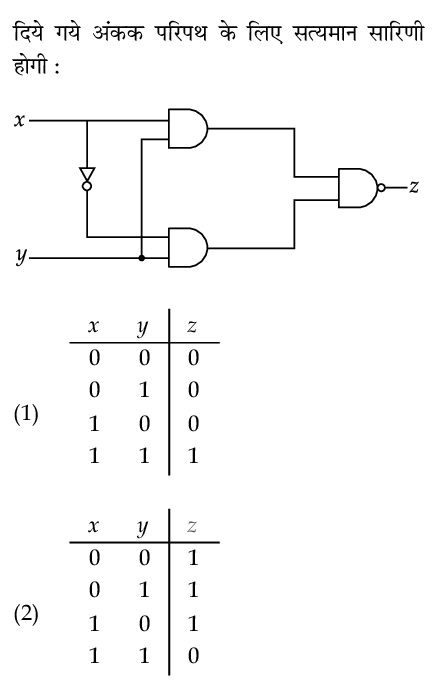 दिये गये अंकक परिपथ के लिए सत्यमान सारिणी
होगी :
x
y
z
(1)
x y z
0 0 0
0 1 0
1 0 0
1 1 1
(2)
x y z
0 0 1
0 1 1
1 0 1
1 1 0